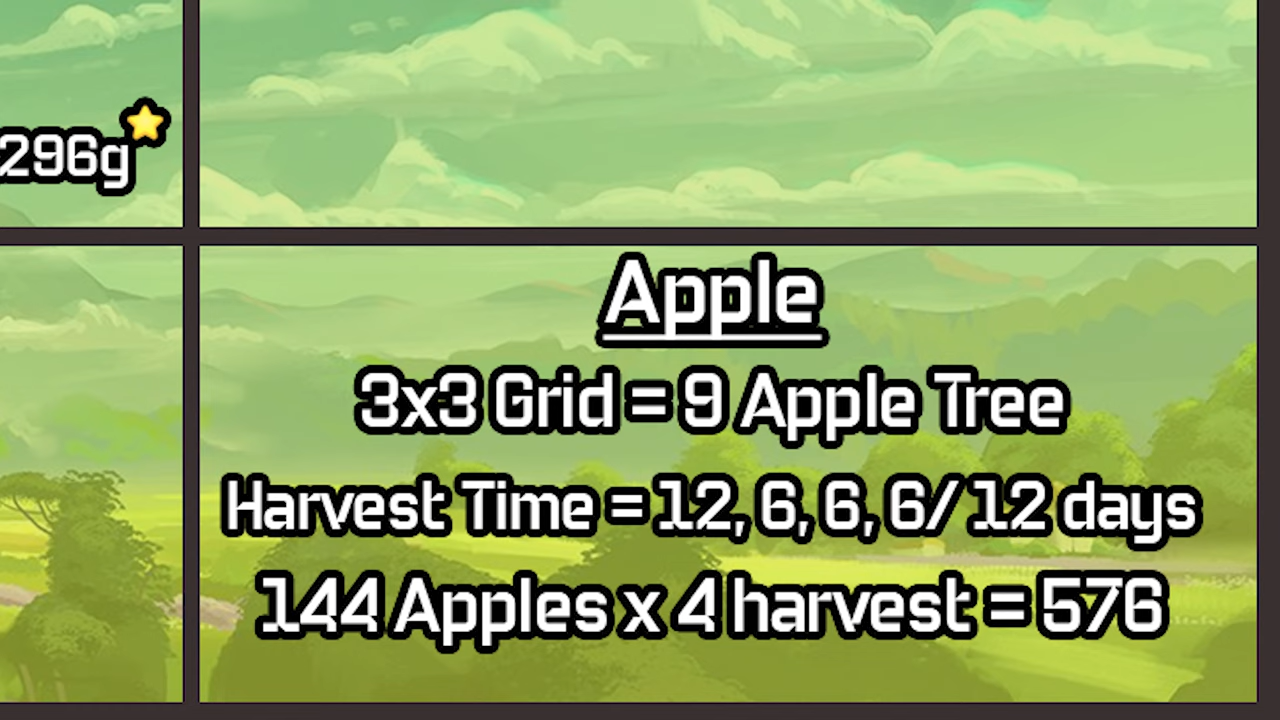 296g
Apple
3x3 Grid = 9 Apple Tree
Harvest Time = 12, 6, 6, 6/ 12 days
144 Apples x 4 harvest = 576